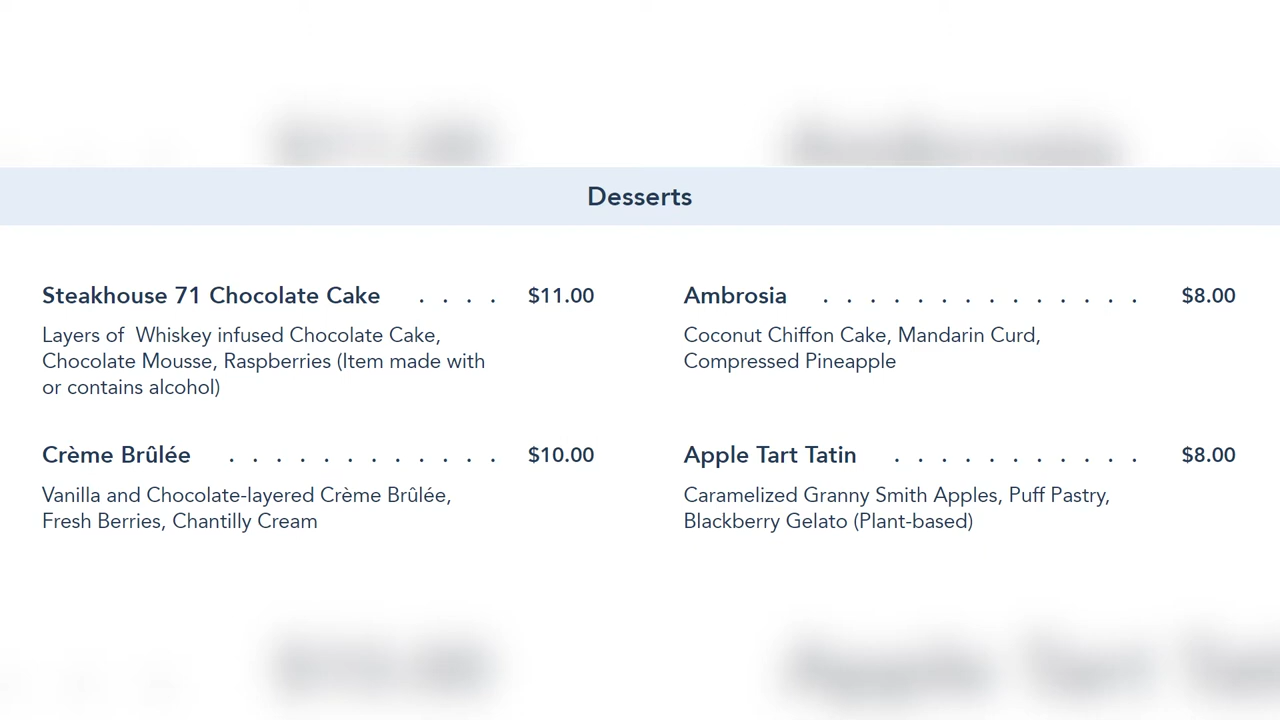 Desserts
Steakhouse 71 Chocolate Cake . . . . $11.00
Layers of  Whiskey infused Chocolate Cake,
Chocolate Mousse, Raspberries (Item made with
or contains alcohol)
Crème Brûlée . . . . . . . . . . . . $10.00
Vanilla and Chocolate-layered Crème Brûlée,
Fresh Berries, Chantilly Cream
Ambrosia . . . . . . . . . . . . . . $8.00
Coconut Chiffon Cake, Mandarin Curd,
Compressed Pineapple
Apple Tart Tatin . . . . . . . . . . . $8.00
Caramelized Granny Smith Apples, Puff Pastry,
Blackberry Gelato (Plant-based)